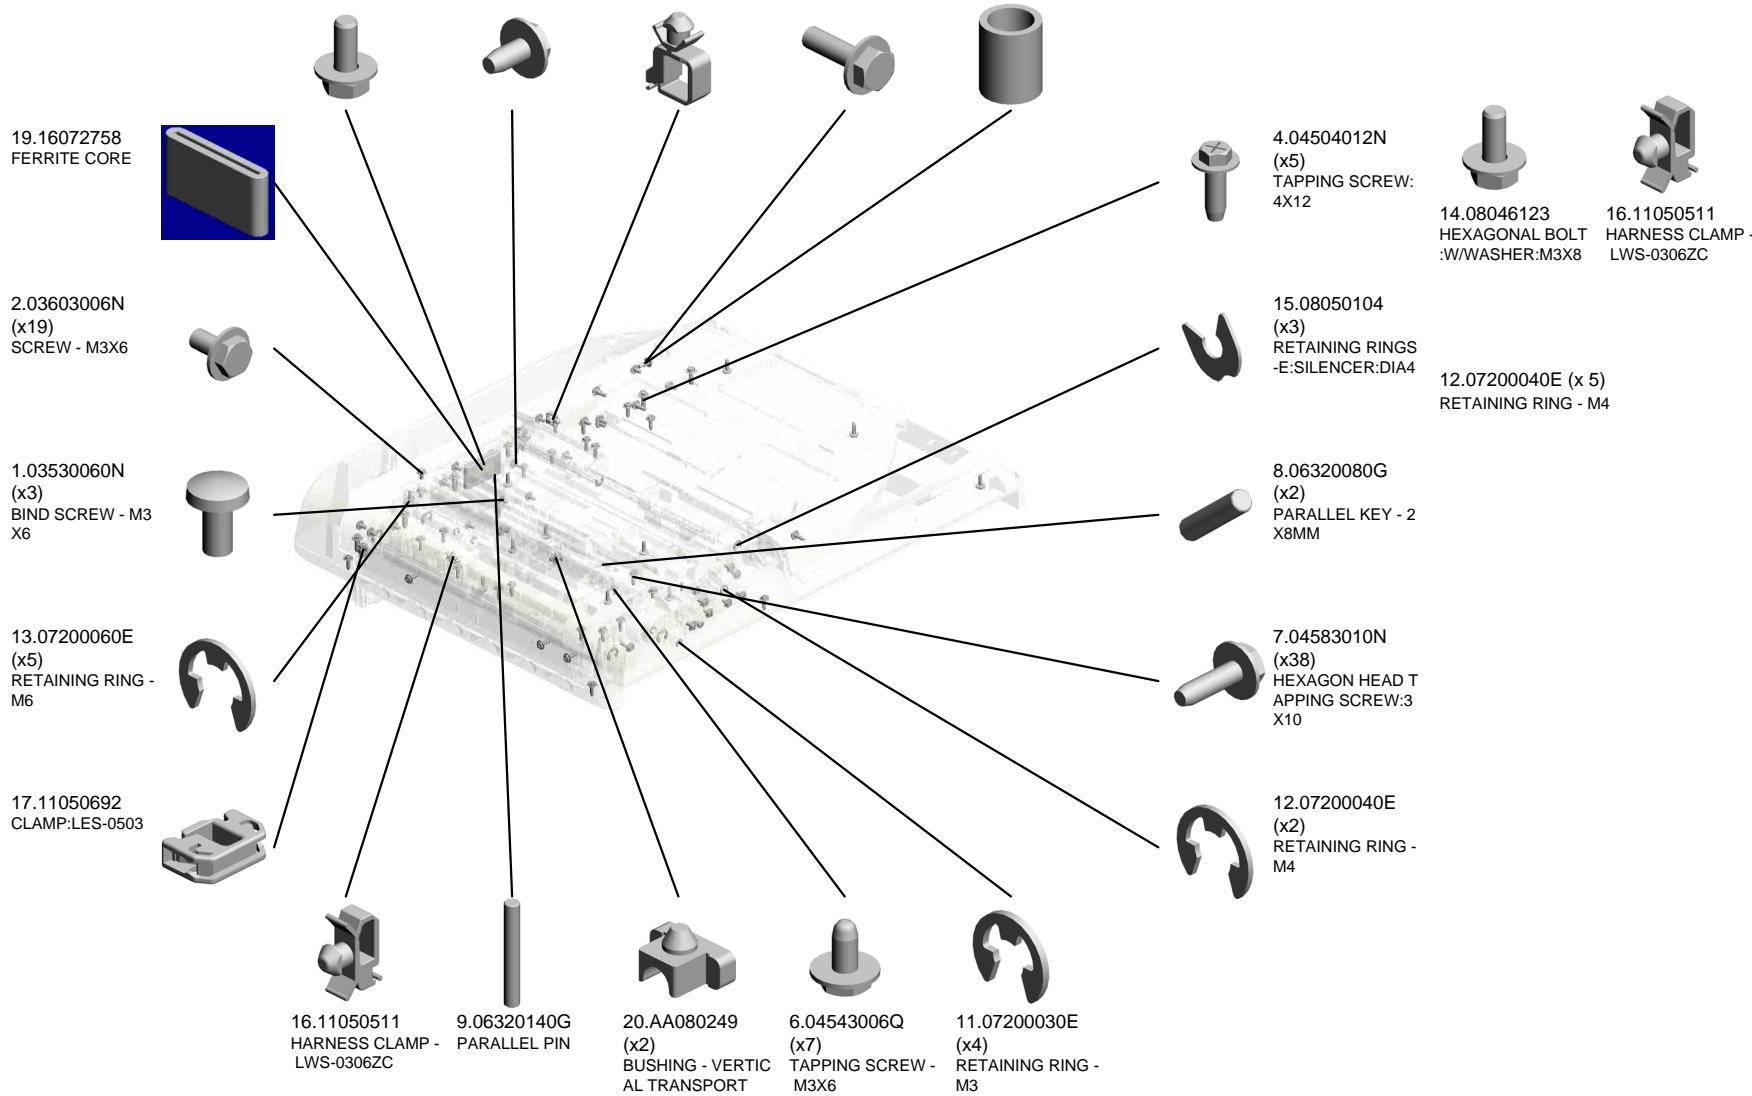 19.16072758
FERRITE CORE
4.04504012N
(x5)
TAPPING SCREW:
4X12
14.08046123
HEXAGONAL BOLT
:W/WASHER:M3X8
16.11050511
HARNESS CLAMP -
LWS-0306ZC
2.03603006N
(x19)
SCREW - M3X6
15.08050104
(x3)
RETAINING RINGS
-E:SILENCER:DIA4
12.07200040E (x 5)
RETAINING RING - M4
1.03530060N
(x3)
BIND SCREW - M3
X6
8.06320080G
(x2)
PARALLEL KEY - 2
X8MM
13.07200060E
(x5)
RETAINING RING -
M6
7.04583010N
(x38)
HEXAGON HEAD T
APPING SCREW:3
X10
17.11050692
CLAMP:LES-0503
12.07200040E
(x2)
RETAINING RING -
M4
16.11050511
HARNESS CLAMP -
LWS-0306ZC
9.06320140G
PARALLEL PIN
20.AA080249
(x2)
BUSHING - VERTIC
AL TRANSPORT
6.04543006Q
(x7)
TAPPING SCREW -
M3X6
11.07200030E
(x4)
RETAINING RING -
M3